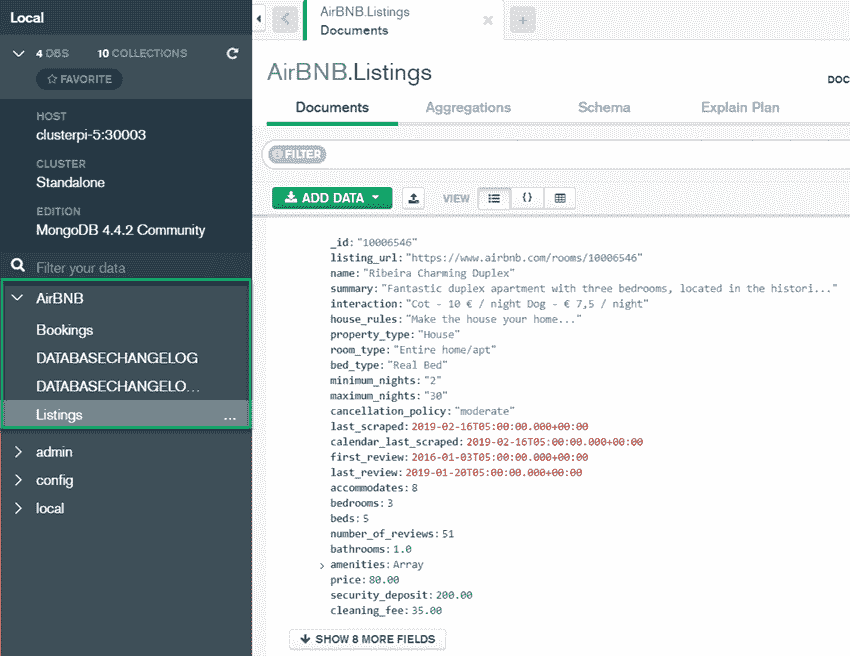 Local
4 DBS 10 COLLECTIONS
FAVORITE
HOST
clusterpi-5:30003
CLUSTER
Standalone
EDITION
MongoDB 4.4.2 Community
Filter your data
AirBNB
Bookings
DATABASECHANGELOG
DATABASECHANGELO...
Listings ...
admin
config
local
AirBNB.Listings
Documents
AirBNB.Listings
DOC
Documents Aggregations Schema Explain Plan
FILTER
ADD DATA VIEW {}
_id: "10006546"
listing_url: "https://www.airbnb.com/rooms/10006546"
name: "Ribeira Charming Duplex"
summary: "Fantastic duplex apartment with three bedrooms, located in the histori..."
interaction: "Cot - 10 € / night Dog - € 7,5 / night"
house_rules: "Make the house your home..."
property_type: "House"
room_type: "Entire home/apt"
bed_type: "Real Bed"
minimum_nights: "2"
maximum_nights: "30"
cancellation_policy: "moderate"
last_scraped: 2019-02-16T05:00:00.000+00:00
calendar_last_scraped: 2019-02-16T05:00:00.000+00:00
first_review: 2016-01-03T05:00:00.000+00:00
last_review: 2019-01-20T05:00:00.000+00:00
accommodates: 8
bedrooms: 3
beds: 5
number_of_reviews: 51
bathrooms: 1.0
amenities: Array
price: 80.00
security_deposit: 200.00
cleaning_fee: 35.00
SHOW 8 MORE FIELDS